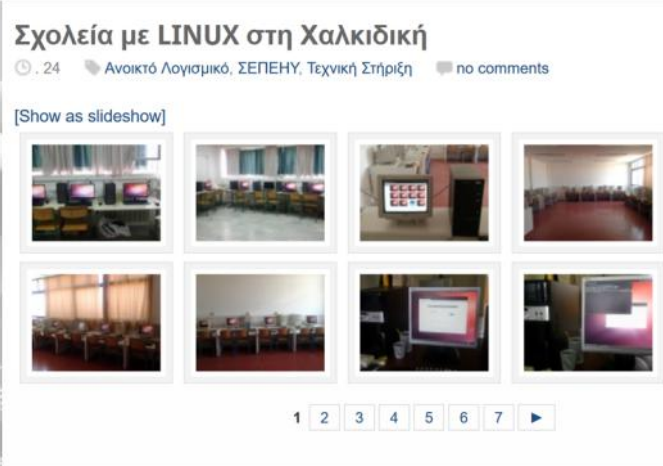 Σχολεία με LINUX στη Χαλκιδική
. 24 Ανοικτό Λογισμικό, ΣΕΠΕΗΥ, Τεχνική Στήριξη no comments
[Show as slideshow]
1 2 3 4 5 6 7 ►